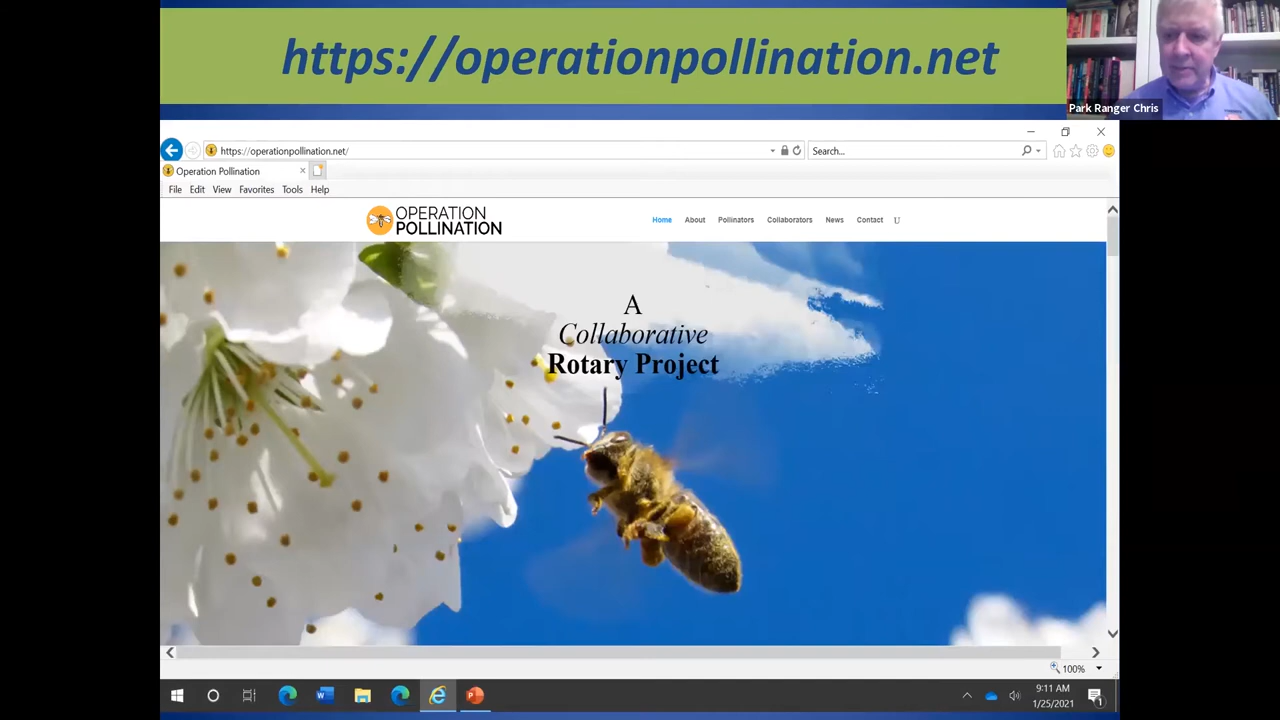 https://operationpollination.net
Park Ranger Chris
https://operationpollination.net/
Search...
Operation Pollination
File Edit View Favorites Tools Help
OPERATION
POLLINATION
Home About Pollinators Collaborators News Contact U
A
Collaborative
Rotary Project
100%
9:11 AM
1/25/2021
1